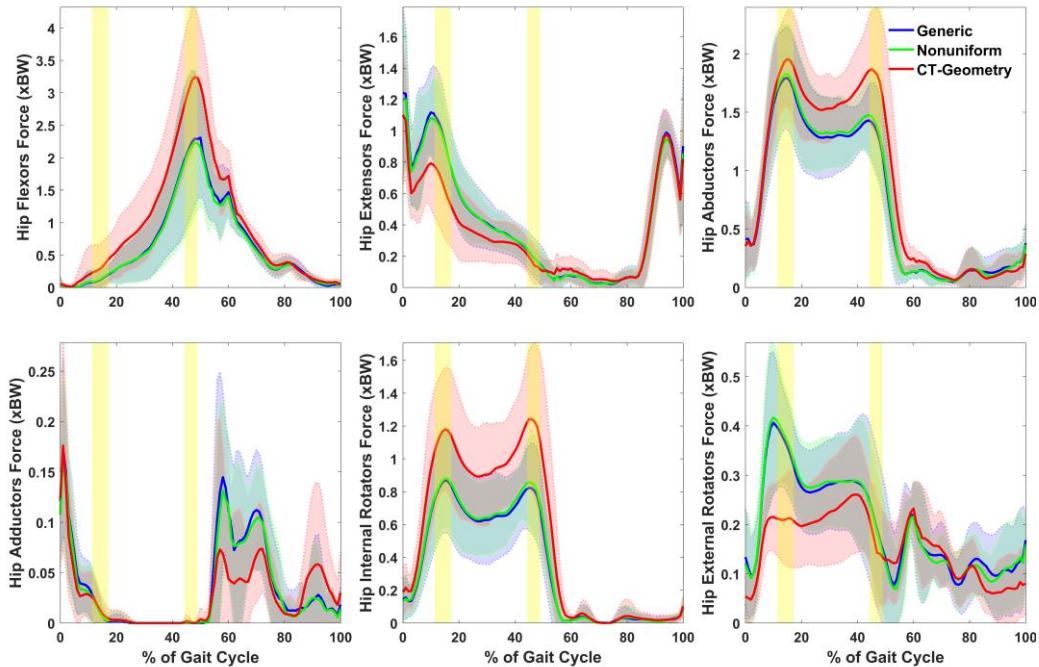 Hip Flexors Force (xBW)
4
3.5
3
2.5
2
1.5
1
0.5
0
0 20 40 60 80 100
Hip Extensors Force (xBW)
1.8
1.6
1.4
1.2
1
0.8
0.6
0.4
0.2
0
0 20 40 60 80 100
Hip Abductors Force (xBW)
2
1.5
1
0.5
0
0 20 40 60 80 100
Generic
Nonuniform
CT-Geometry
Hip Adductors Force (xBW)
0.25
0.2
0.15
0.1
0.05
0
0 20 40 60 80 100
% of Gait Cycle
Hip Internal Rotators Force (xBW)
1.6
1.4
1.2
1
0.8
0.6
0.4
0.2
0
0 20 40 60 80 100
% of Gait Cycle
Hip External Rotators Force (xBW)
0.5
0.4
0.3
0.2
0.1
0
0 20 40 60 80 100
% of Gait Cycle